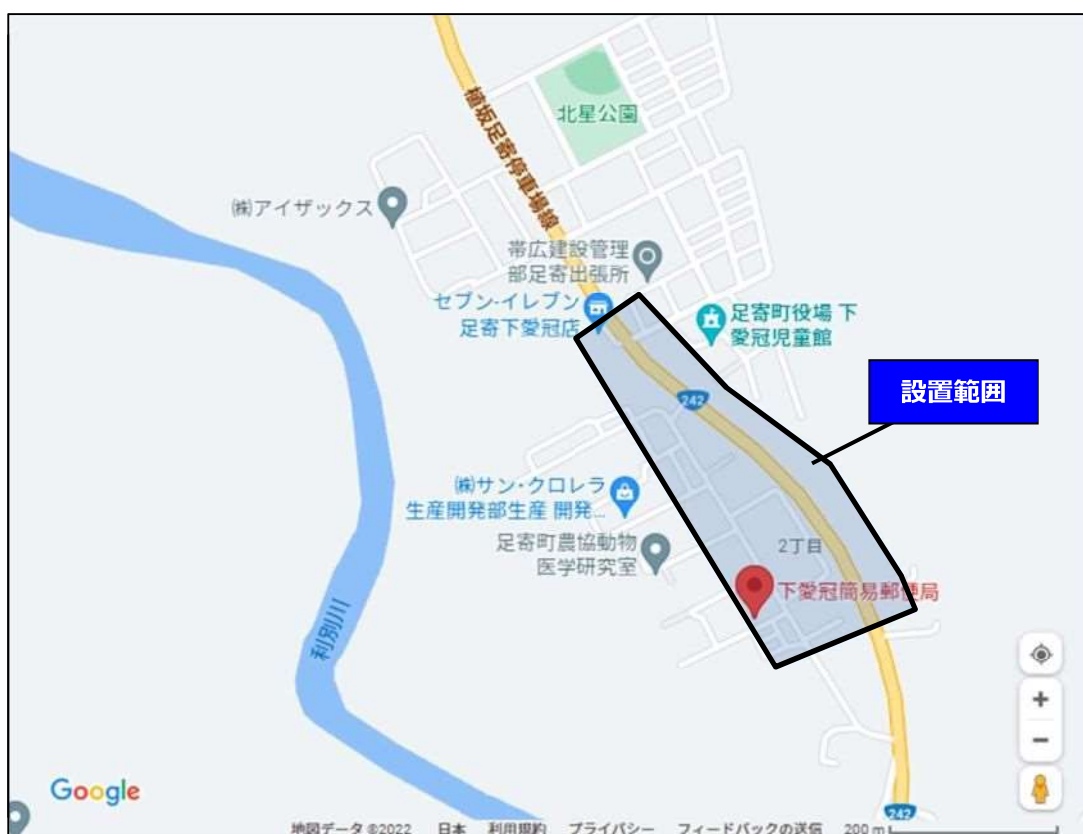 北星公園
植坂足寄停車場線
㈱アイザックス
帯広建設管理
部足寄出張所
セブン-イレブン
足寄下愛冠店
足寄町役場 下
愛冠児童館
設置範囲
242
㈱サン・クロレラ
生産開発部生産 開発...
足寄町農協動物
医学研究室
2丁目
下愛冠簡易郵便局
利別川
Google
242
地図データ ©2022 日本 利用規約 プライバシー フィードバックの送信 200 m